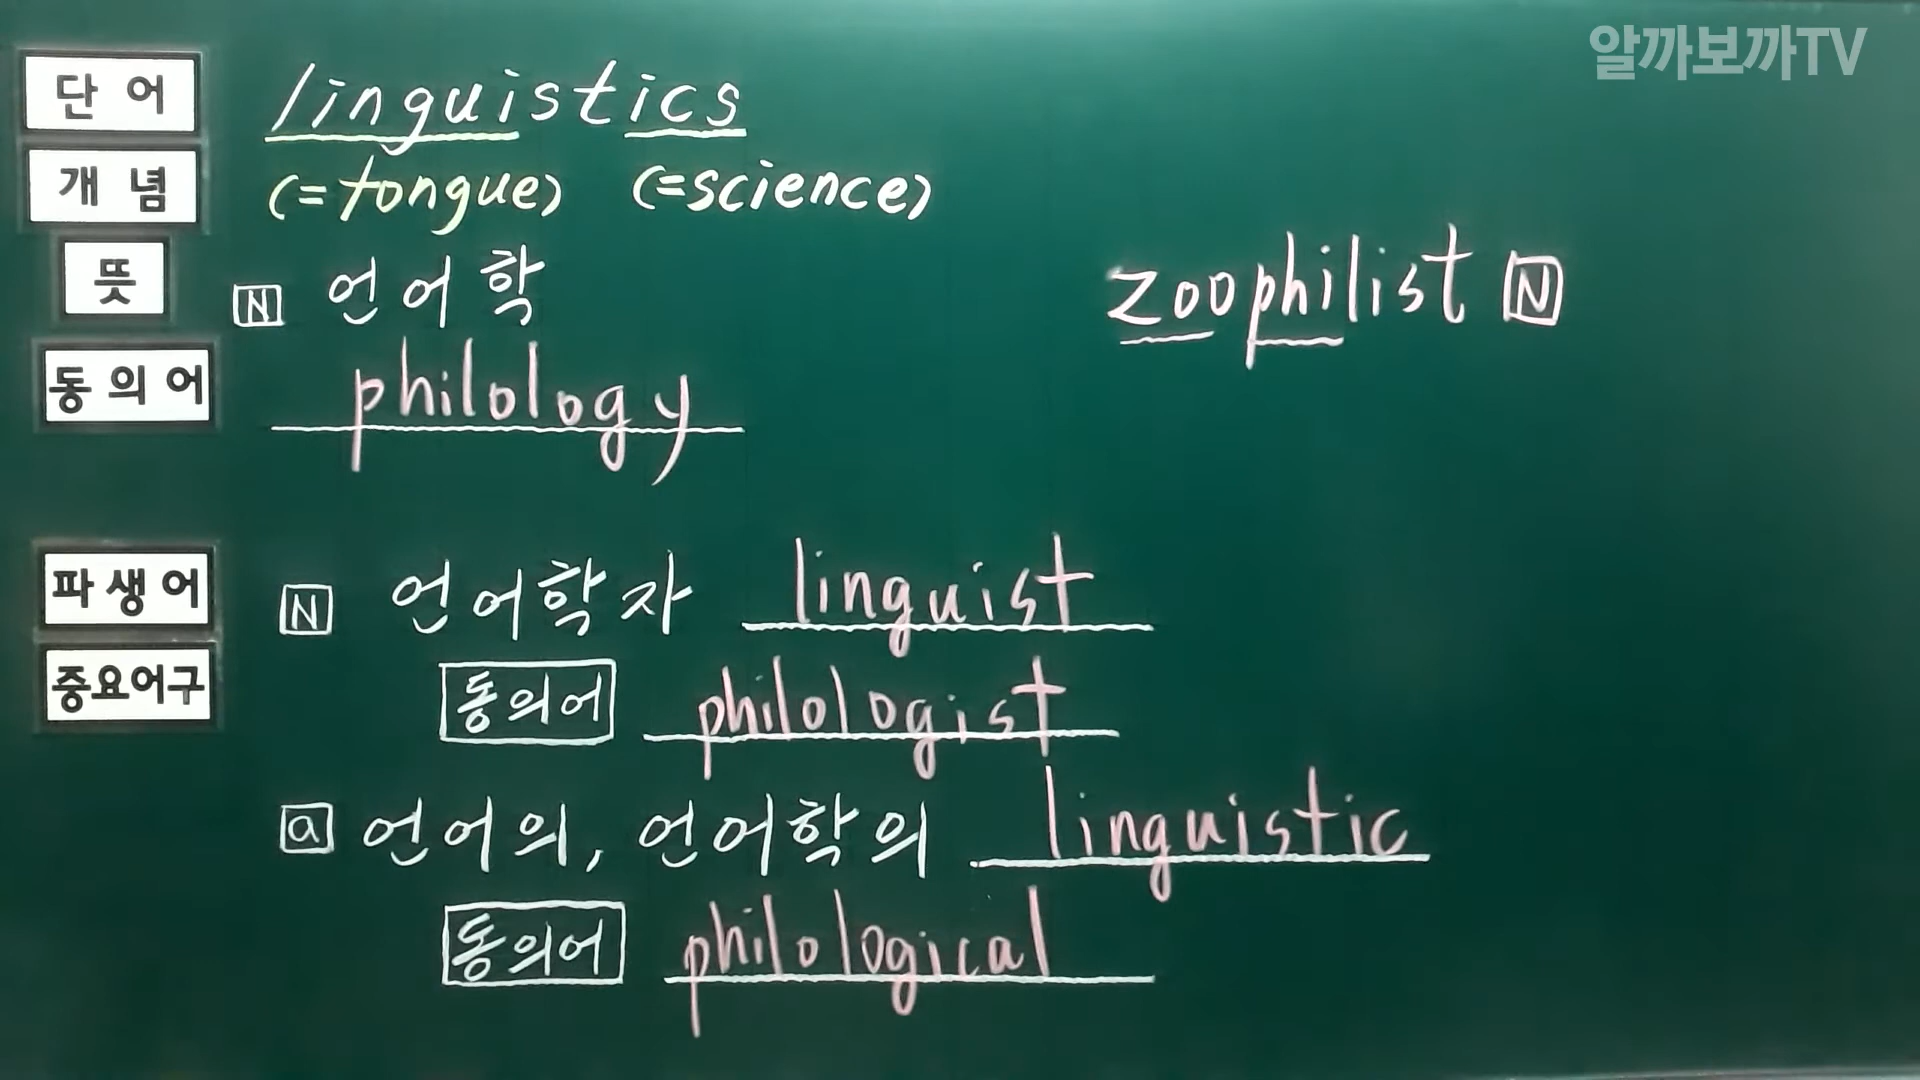 알까보까TV
단어 linguistics
개념 (=tongue) (=science)
뜻 N 언어학
zoophilist N
동의어 philology
파생어 N 언어학자 linguist
중요어구 동의어 philologist
a 언어의, 언어학의 linguistic
동의어 philological